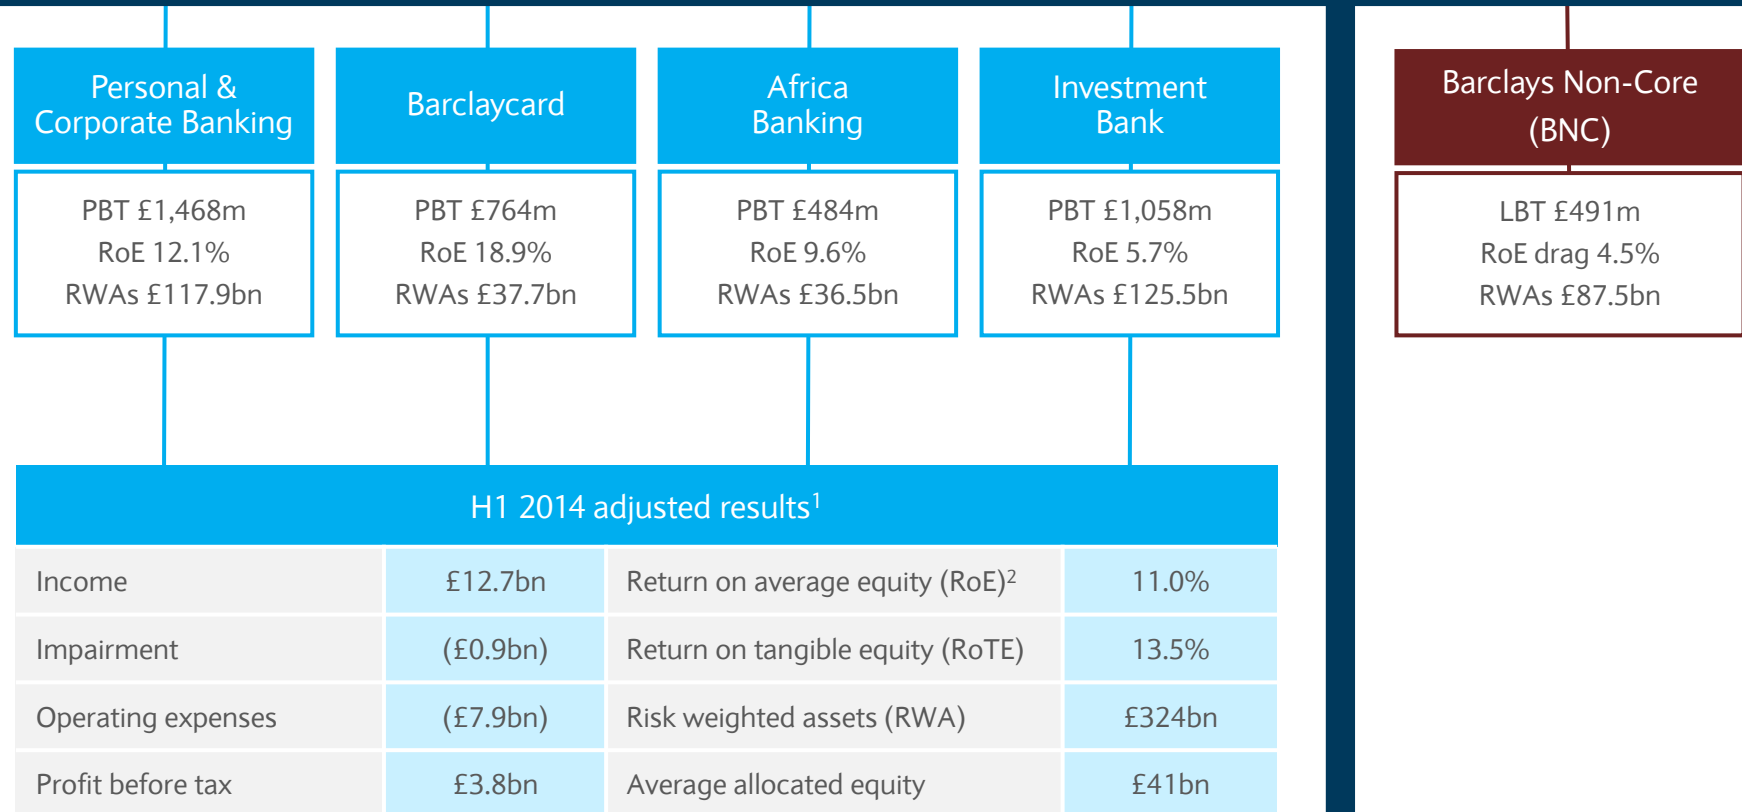 Personal &
Corporate Banking
PBT £1,468m
RoE 12.1%
RWAs £117.9bn
Barclaycard
PBT £764m
RoE 18.9%
RWAs £37.7bn
Africa
Banking
PBT £484m
RoE 9.6%
RWAs £36.5bn
Investment
Bank
PBT £1,058m
RoE 5.7%
RWAs £125.5bn
Barclays Non-Core
(BNC)
LBT £491m
RoE drag 4.5%
RWAs £87.5bn
H1 2014 adjusted results¹
Income £12.7bn Return on average equity (RoE)² 11.0%
Impairment (£0.9bn) Return on tangible equity (RoTE) 13.5%
Operating expenses (£7.9bn) Risk weighted assets (RWA) £324bn
Profit before tax £3.8bn Average allocated equity £41bn